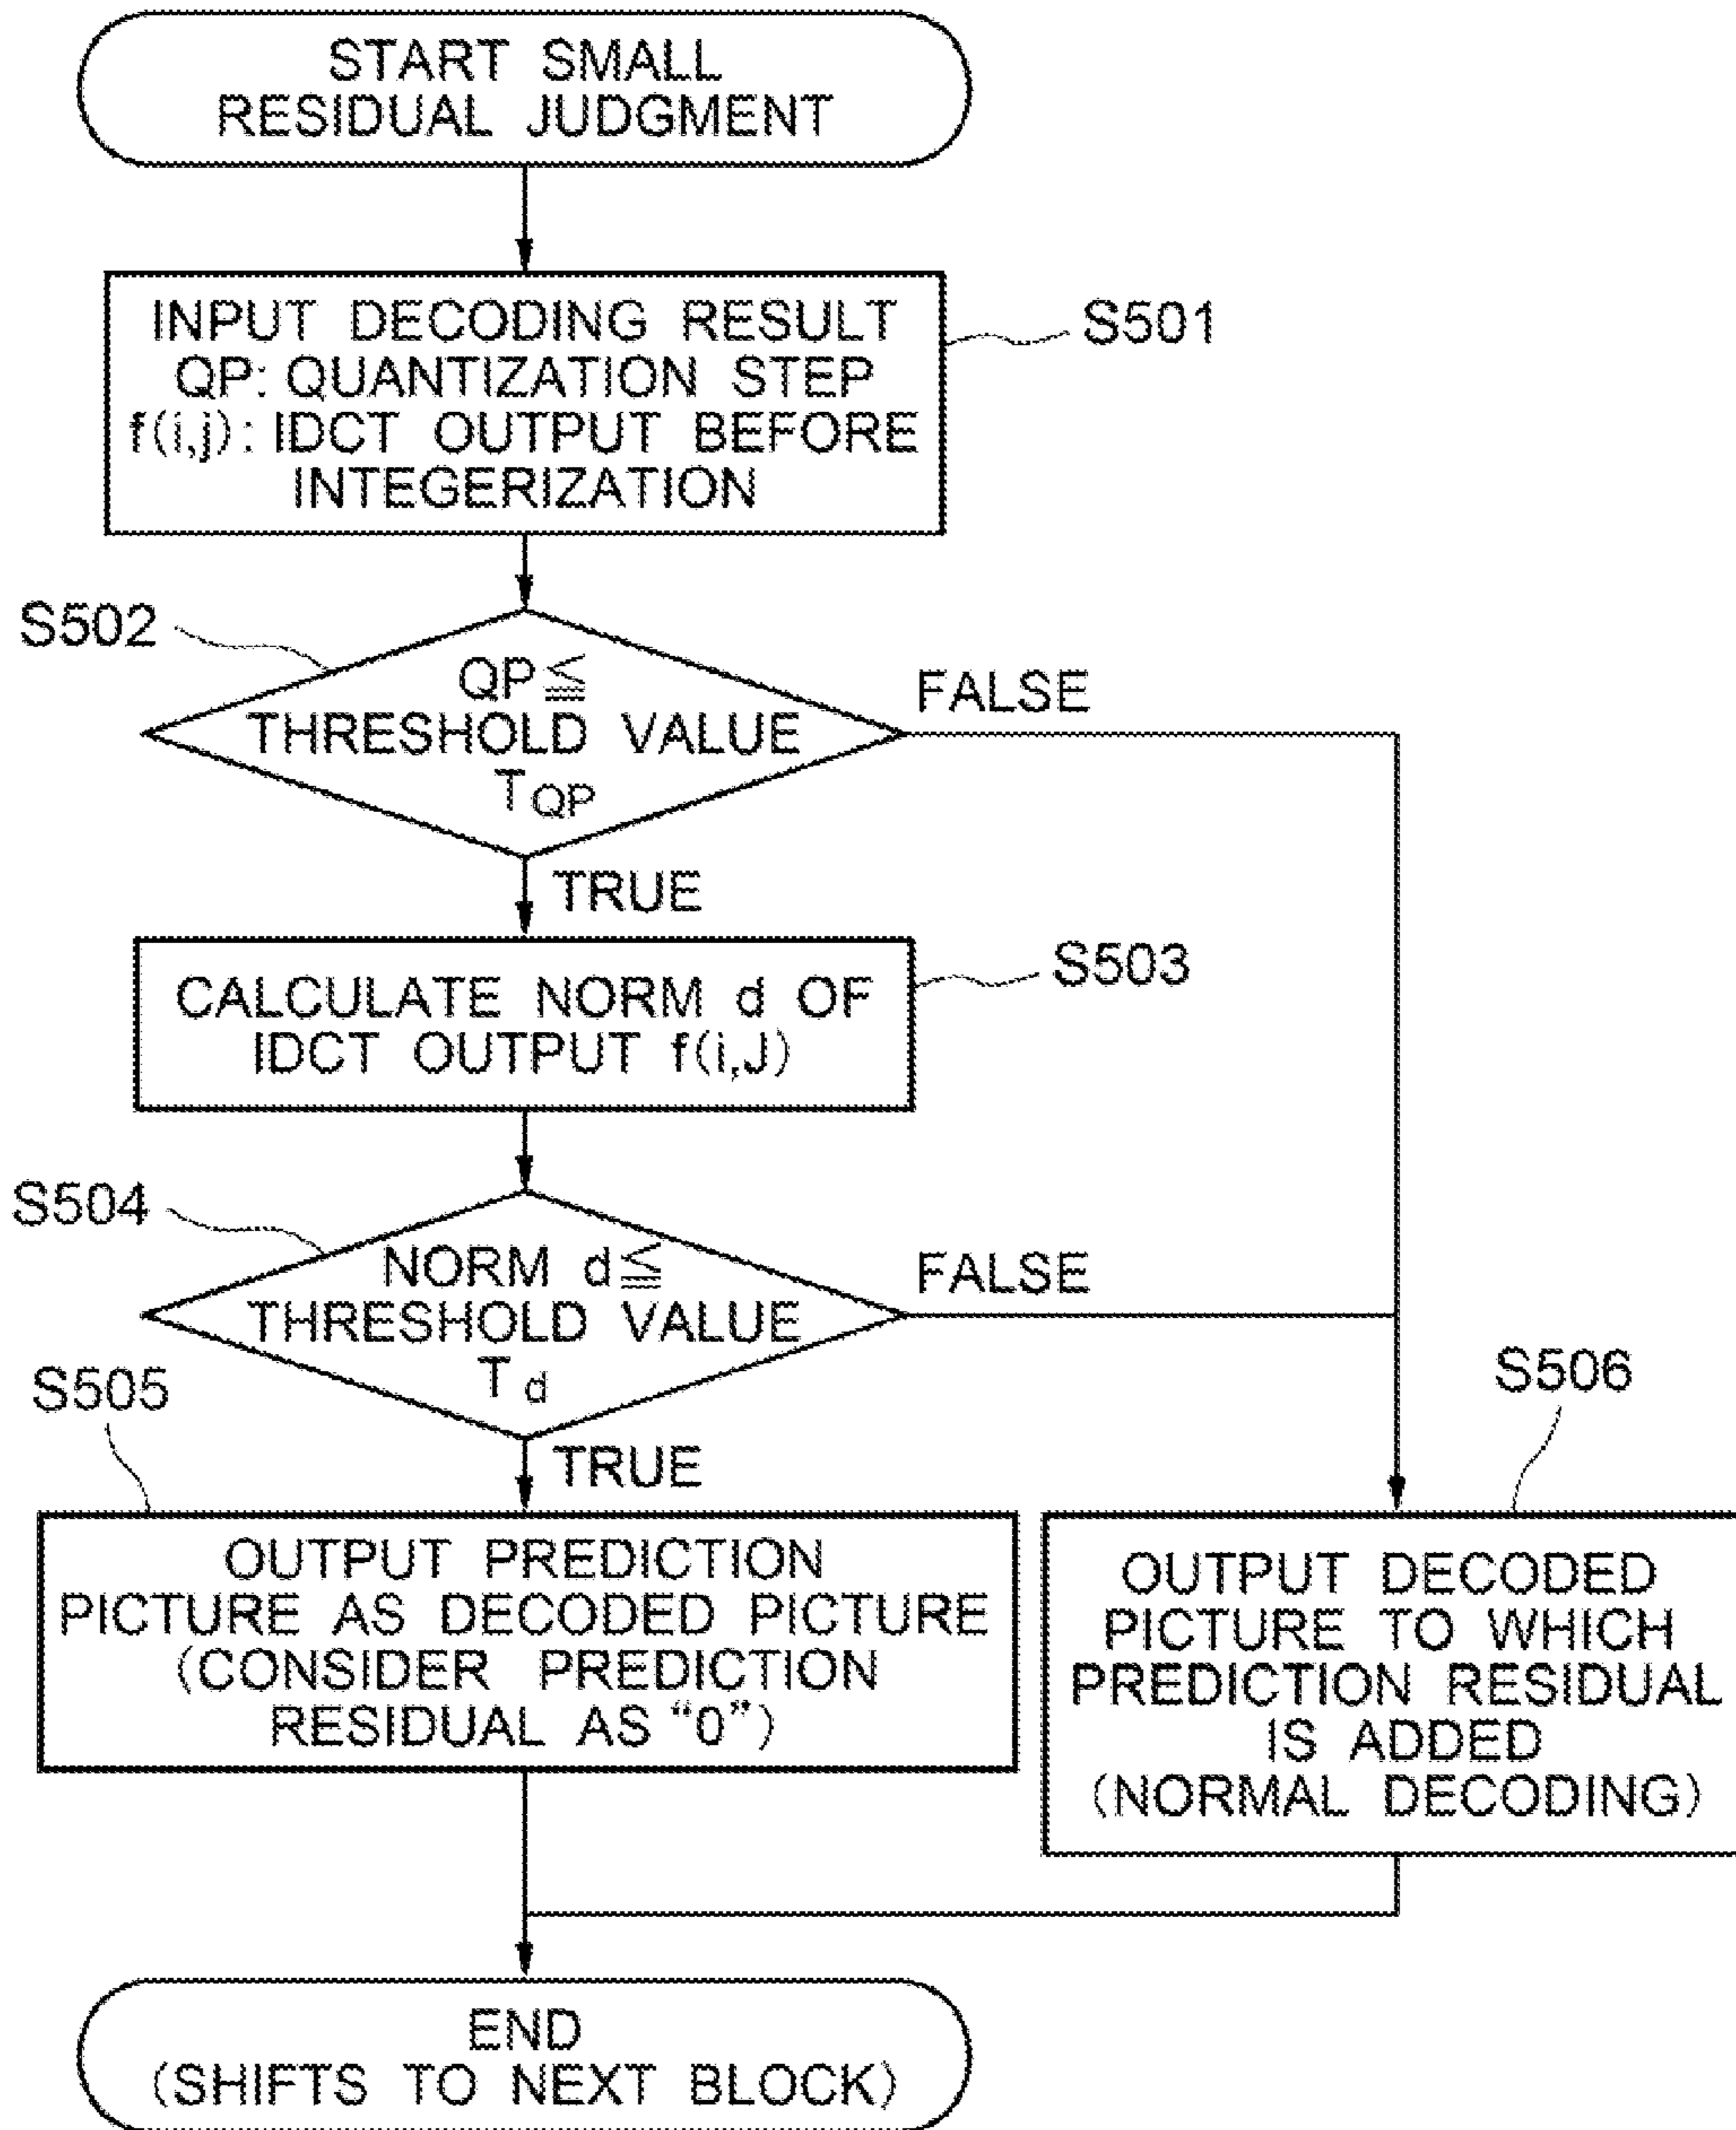 START SMALL
RESIDUAL JUDGMENT
INPUT DECODING RESULT
QP: QUANTIZATION STEP
f(i,j): IDCT OUTPUT BEFORE
INTEGERIZATION
S501
S502
QP≦
THRESHOLD VALUE
TQP
FALSE
TRUE
CALCULATE NORM d OF
IDCT OUTPUT f(i,J)
S503
S504
NORM d≦
THRESHOLD VALUE
Td
FALSE
TRUE
S505
OUTPUT PREDICTION
PICTURE AS DECODED PICTURE
(CONSIDER PREDICTION
RESIDUAL AS “0”)
S506
OUTPUT DECODED
PICTURE TO WHICH
PREDICTION RESIDUAL
IS ADDED
(NORMAL DECODING)
END
(SHIFTS TO NEXT BLOCK)